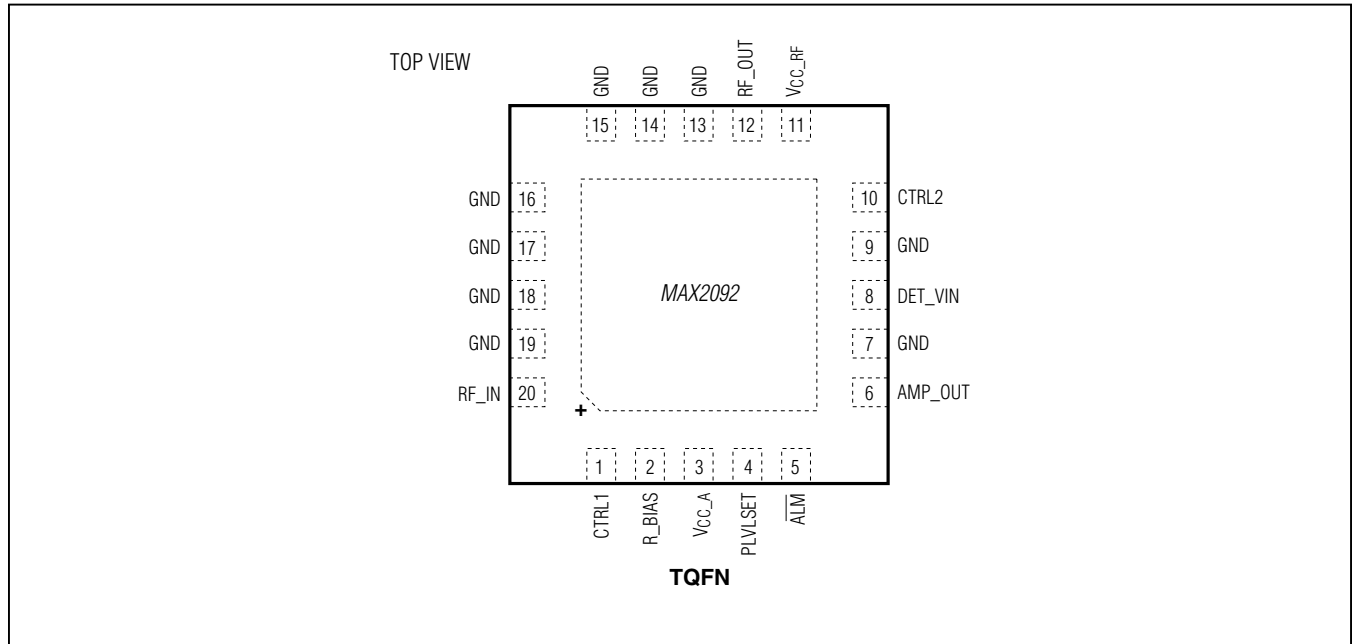 TOP VIEW
GND
GND
GND
RF_OUT
VCC_RF
15
14
13
12
11
GND 16
10 CTRL2
GND 17
9 GND
GND 18
MAX2092
8 DET_VIN
GND 19
7 GND
RF_IN 20
6 AMP_OUT
+
1
2
3
4
5
CTRL1
R_BIAS
VCC_A
PLVLSET
ALM
TQFN